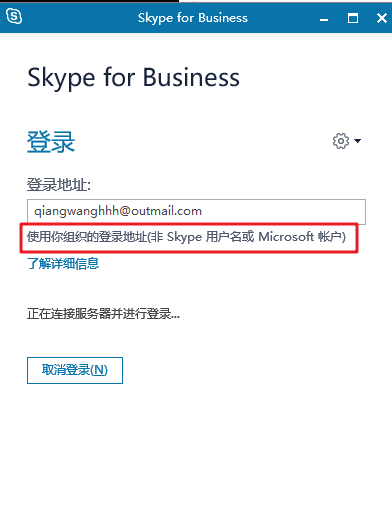 Skype for Business
Skype for Business
登录
登录地址:
qiangwanghhh@outmail.com
使用你组织的登录地址(非 Skype 用户名或 Microsoft 帐户)
了解详细信息
正在连接服务器并进行登录...
取消登录(N)